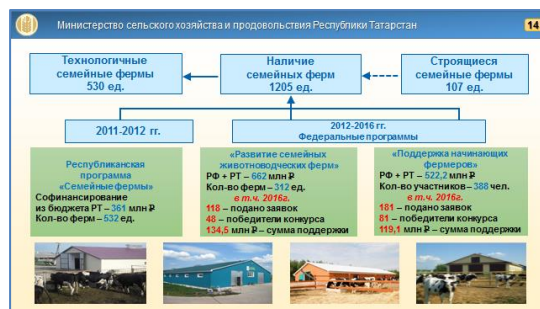 Министерство сельского хозяйства и продовольствия Республики Татарстан
14
Технологичные
семейные фермы
530 ед.
Наличие
семейных ферм
1205 ед.
Строящиеся
семейные фермы
107 ед.
2011-2012 гг.
2012-2016 гг.
Федеральные программы
Республиканская
программа
«Семейные фермы»
Софинансирование
из бюджета РТ – 361 млн ₽
Кол-во ферм – 532 ед.
«Развитие семейных
животноводческих ферм»
РФ + РТ – 662 млн ₽
Кол-во ферм – 312 ед.
в т.ч. 2016г.
118 – подано заявок
48 – победители конкурса
134,5 млн ₽ – сумма поддержки
«Поддержка начинающих
фермеров»
РФ + РТ – 522,2 млн ₽
Кол-во участников – 388 чел.
в т.ч. 2016г.
181 – подано заявок
81 – победители конкурса
119,1 млн ₽ – сумма поддержки